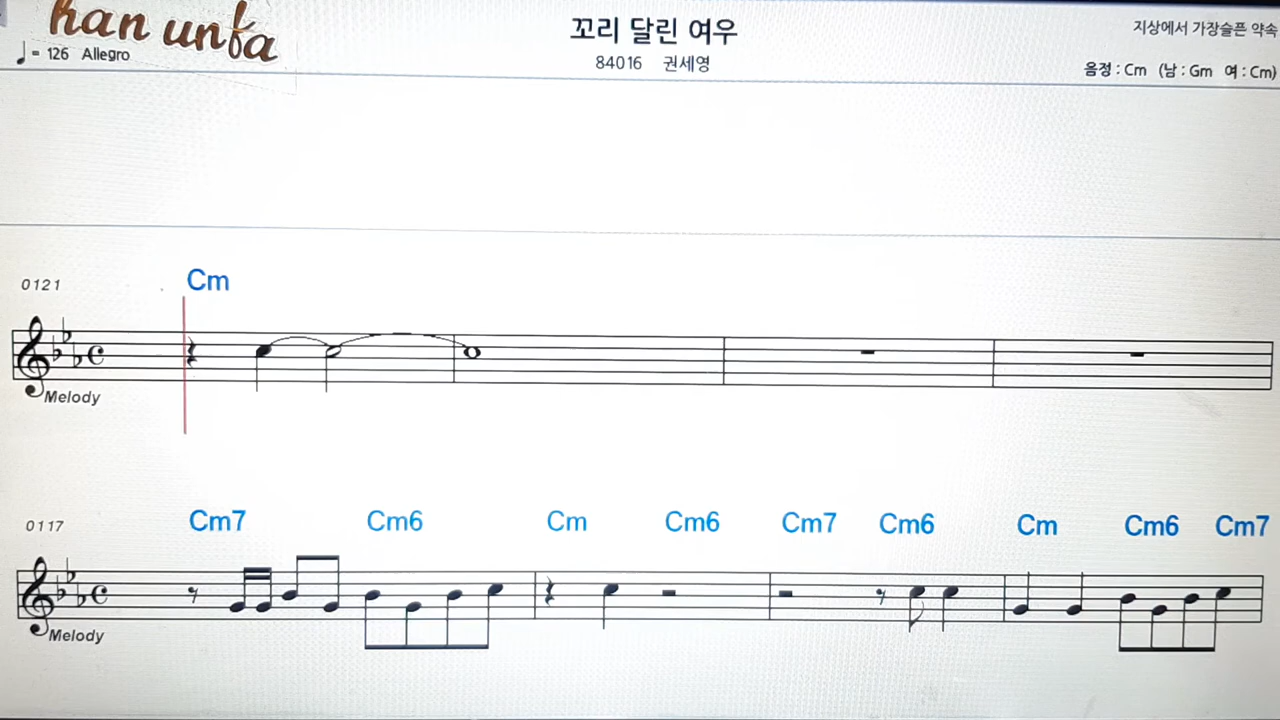 han unfa
꼬리 달린 여우
지상에서 가장슬픈 약속
♩= 126 Allegro
84016 권세영
음정 : Cm (남 : Gm 여 : Cm)
0121
Cm
Melody
0117
Cm7 Cm6 Cm Cm6 Cm7 Cm6 Cm Cm6 Cm7
Melody